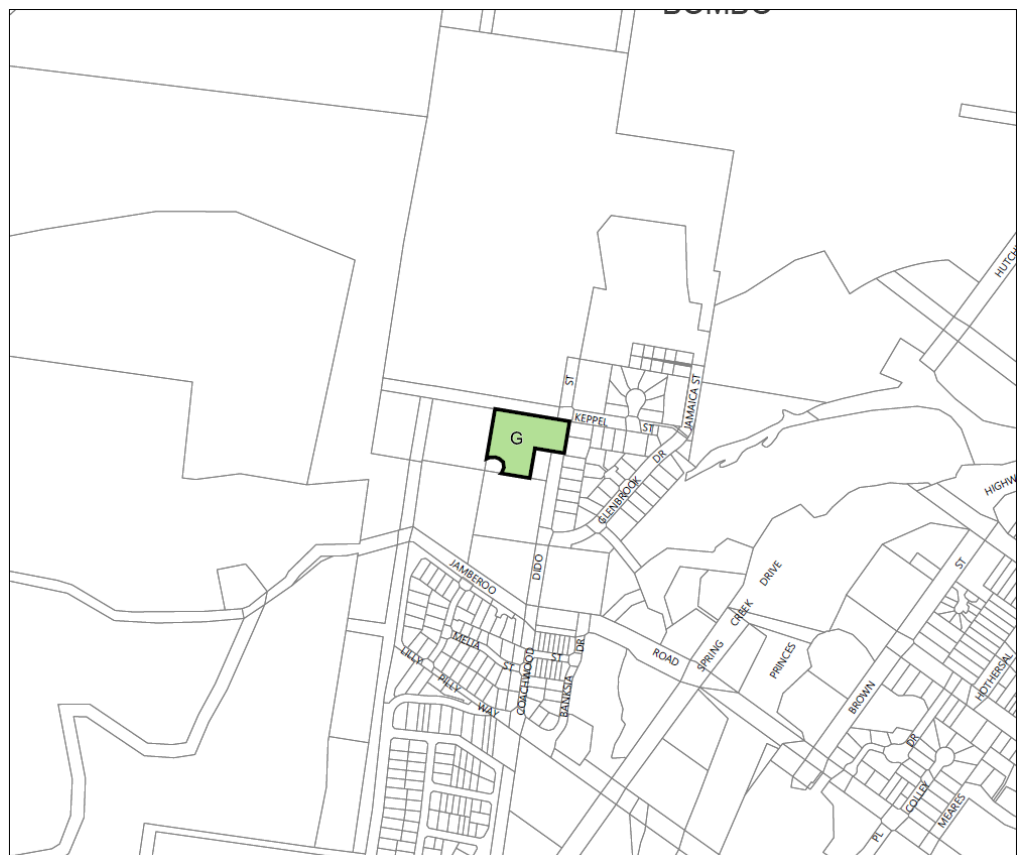 BOMBO
HUTCH
ST
JAMAICA ST
KEPPEL
ST
G
DR
GLENBROOK
HIGHW
DIDO
JAMBEROO
DRIVE
CREEK
SPRING
ST
MELIA
ST
ST
DR
LILLY
PILLY
WAY
COACHWOOD
BANKSIA
ROAD
PRINCES
BROWN
HOTHERSAL
DR
COLLEY
MEARES
PL